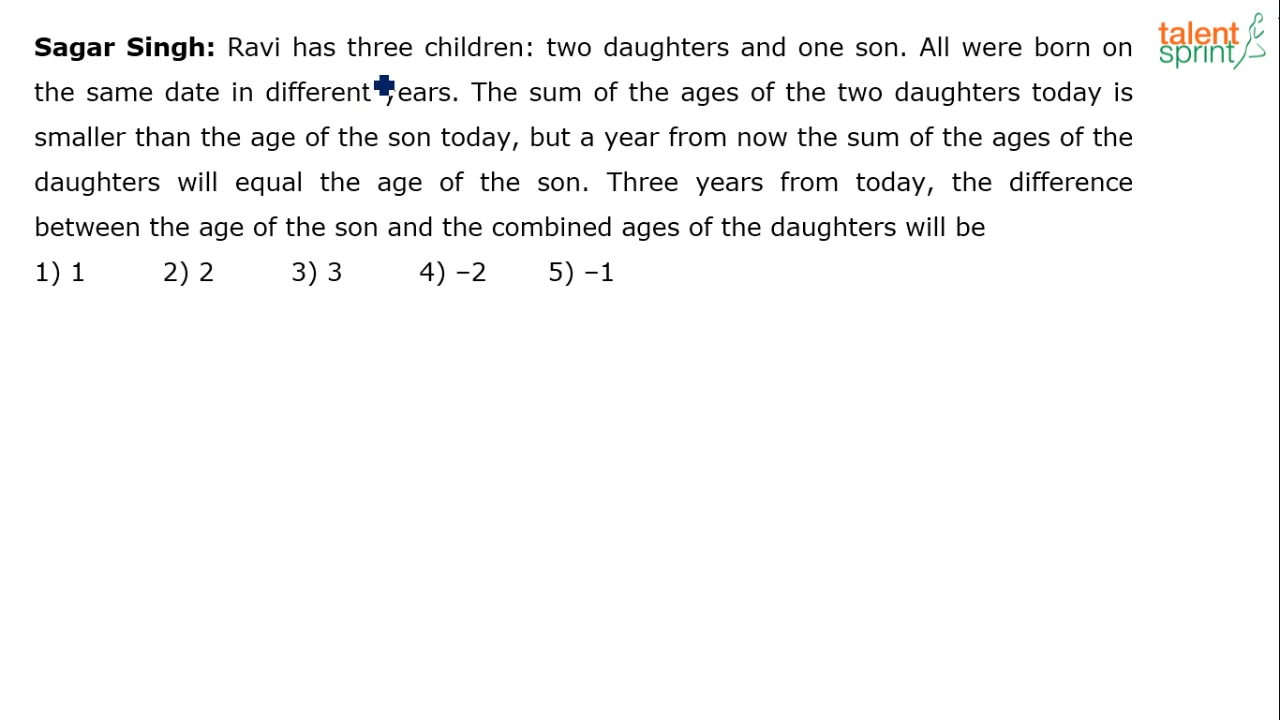 Sagar Singh: Ravi has three children: two daughters and one son. All were born on
the same date in different years. The sum of the ages of the two daughters today is
smaller than the age of the son today, but a year from now the sum of the ages of the
daughters will equal the age of the son. Three years from today, the difference
between the age of the son and the combined ages of the daughters will be
1) 1 2) 2 3) 3 4) –2 5) –1
talent
sprint